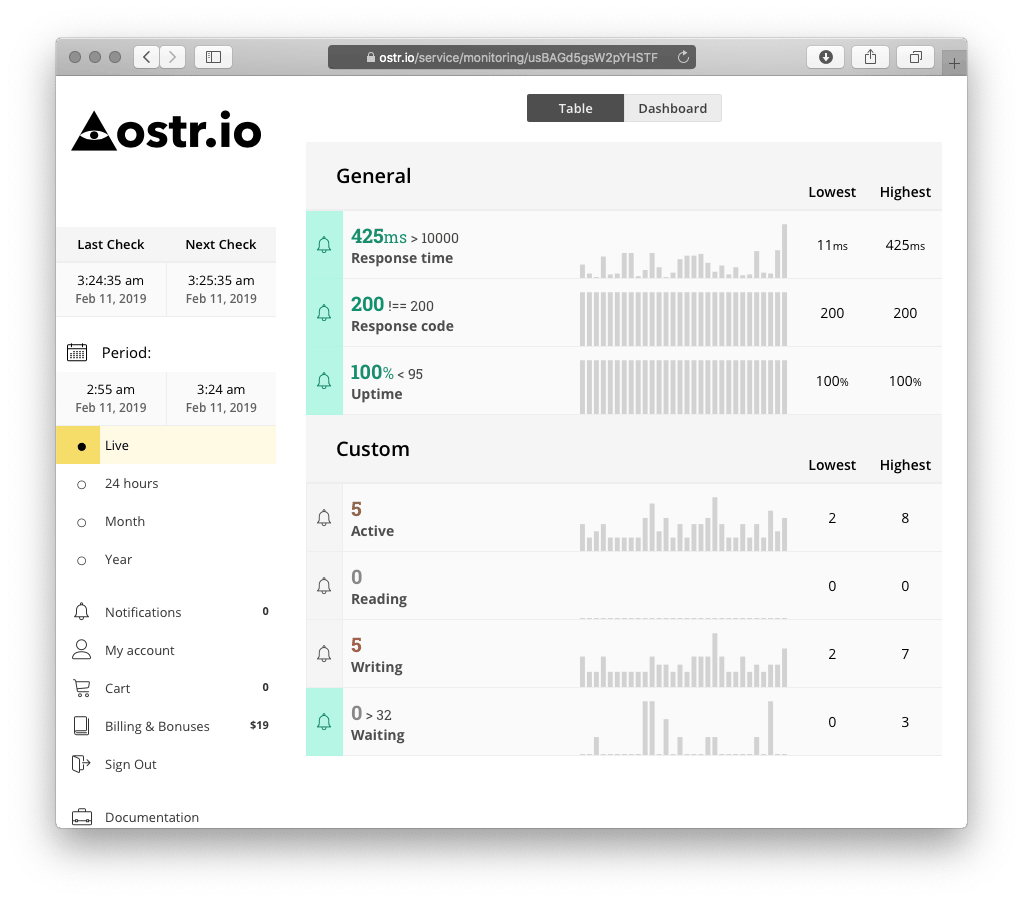 ostr.io/service/monitoring/usBAGd5gsW2pYHSTF
ostr.io
Table Dashboard
Last Check Next Check
3:24:35 am 3:25:35 am
Feb 11, 2019 Feb 11, 2019
Period:
2:55 am 3:24 am
Feb 11, 2019 Feb 11, 2019
Live
24 hours
Month
Year
Notifications 0
My account
Cart 0
Billing & Bonuses $19
Sign Out
Documentation
General Lowest Highest
425ms > 10000
Response time 11ms 425ms
200 !== 200
Response code 200 200
100% < 95
Uptime 100% 100%
Custom Lowest Highest
5
Active 2 8
0
Reading 0 0
5
Writing 2 7
0 > 32
Waiting 0 3